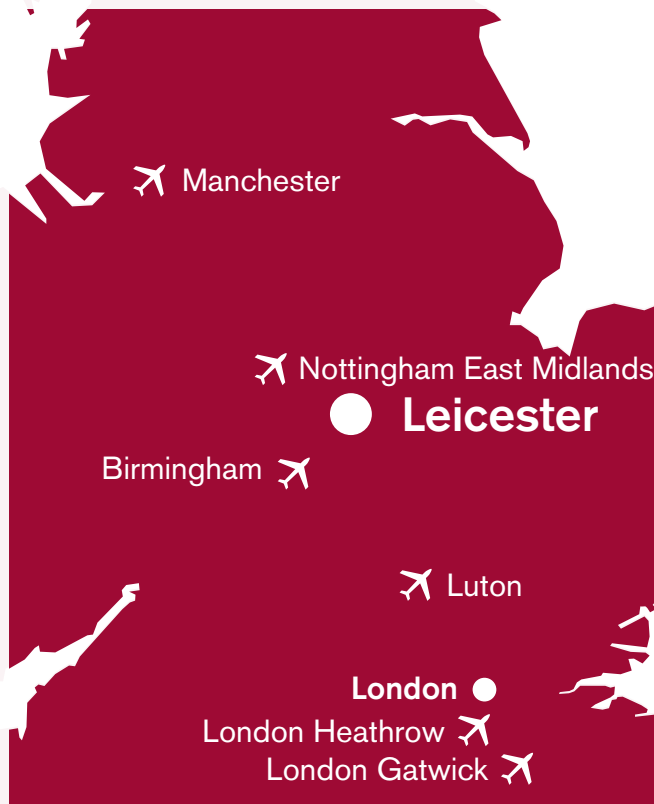 Manchester
Nottingham East Midlands
Leicester
Birmingham
Luton
London
London Heathrow
London Gatwick